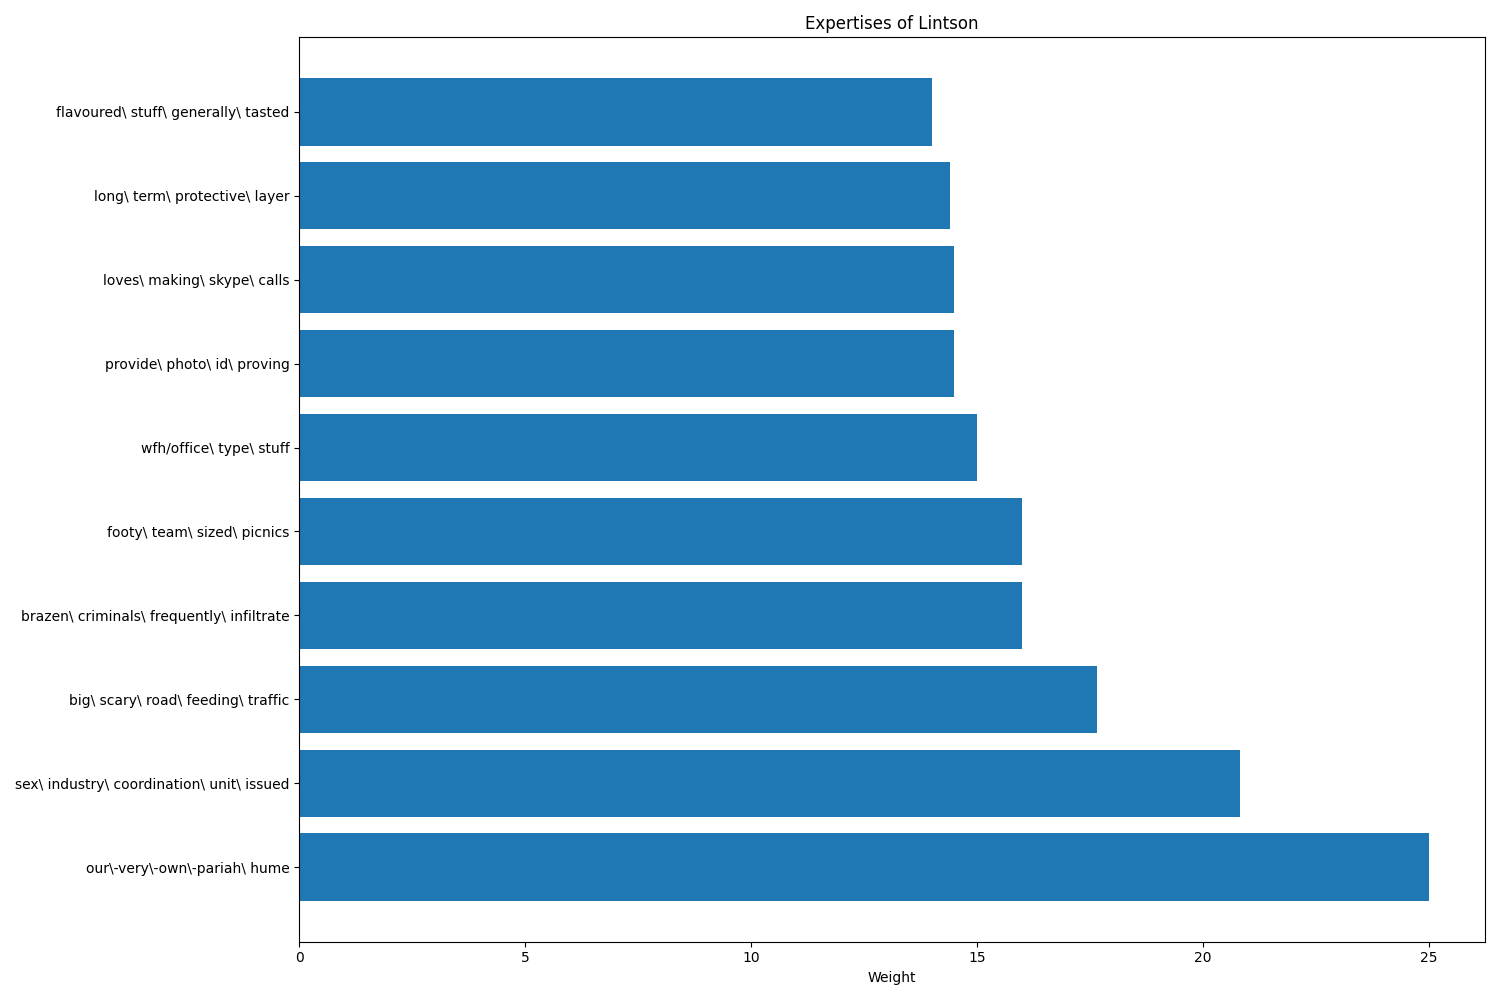 Expertises of Lintson
flavoured\ stuff\ generally\ tasted
long\ term\ protective\ layer
loves\ making\ skype\ calls
provide\ photo\ id\ proving
wfh/office\ type\ stuff
footy\ team\ sized\ picnics
brazen\ criminals\ frequently\ infiltrate
big\ scary\ road\ feeding\ traffic
sex\ industry\ coordination\ unit\ issued
our\-very\-own\-pariah\ hume
0 5 10 15 20 25
Weight